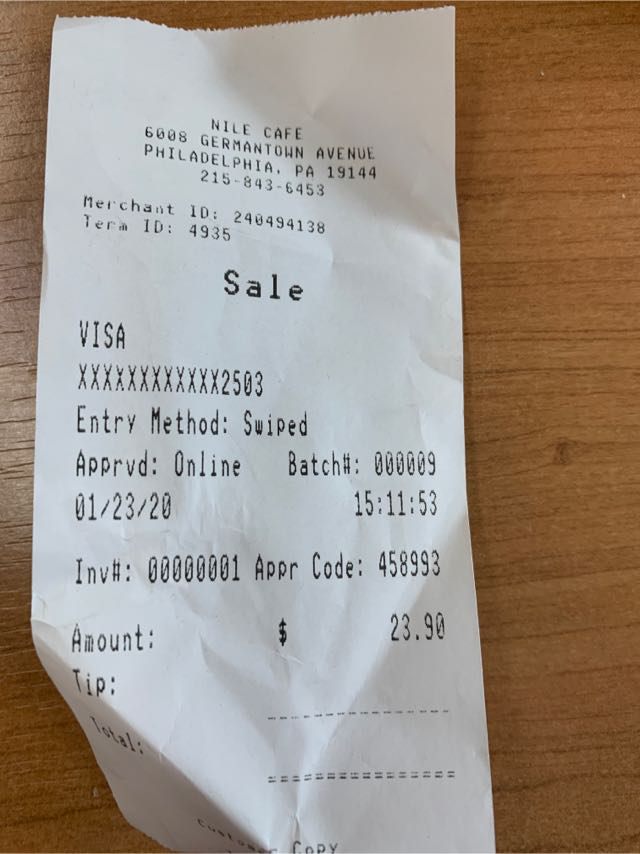 NILE CAFE
6008 GERMANTOWN AVENUE
PHILADELPHIA, PA 19144
215-843-6453
Merchant ID: 240494138
Term ID: 4935
Sale
VISA
XXXXXXXXXXXX2503
Entry Method: Swiped
Apprvd: Online Batch#: 000009
01/23/20 15:11:53
Inv#: 00000001 Appr Code: 458993
Amount: $ 23.90
Tip:
Total:
Customer Copy